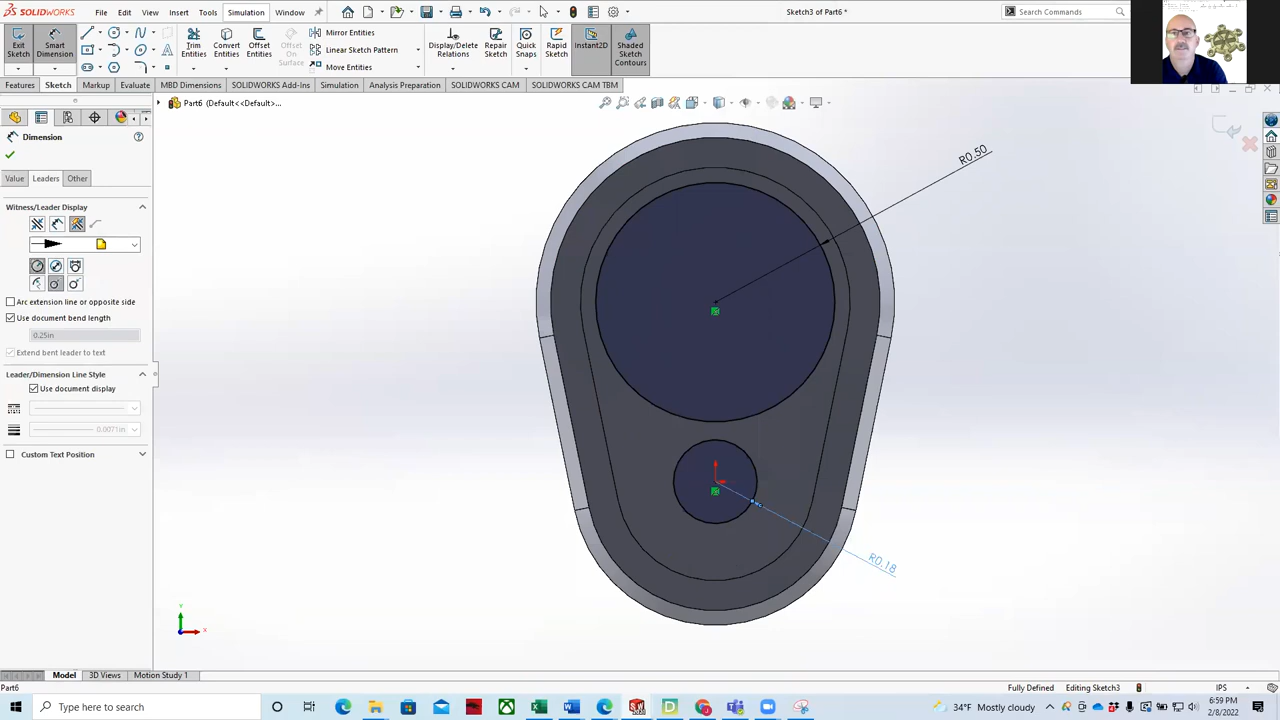 SOLIDWORKS File Edit View Insert Tools Simulation Window Sketch3 of Part6 * Search Commands
Exit Sketch Smart Dimension Trim Entities Convert Entities Offset Entities Offset On Surface Mirror Entities Linear Sketch Pattern Move Entities Display/Delete Relations Repair Sketch Quick Snaps Rapid Sketch Instant2D Shaded Sketch Contours
Features Sketch Markup Evaluate MBD Dimensions SOLIDWORKS Add-Ins Simulation Analysis Preparation SOLIDWORKS CAM SOLIDWORKS CAM TBM
Part6 (Default<<Default>...
Dimension
Value Leaders Other
Witness/Leader Display
Arc extension line or opposite side
Use document bend length
0.25in
Extend bent leader to text
Leader/Dimension Line Style
Use document display
0.0071in
Custom Text Position
R0.50
R0.18
Y
X
Model 3D Views Motion Study 1
Part6 Fully Defined Editing Sketch3 IPS
Type here to search 34°F Mostly cloudy 6:59 PM
2/8/2022